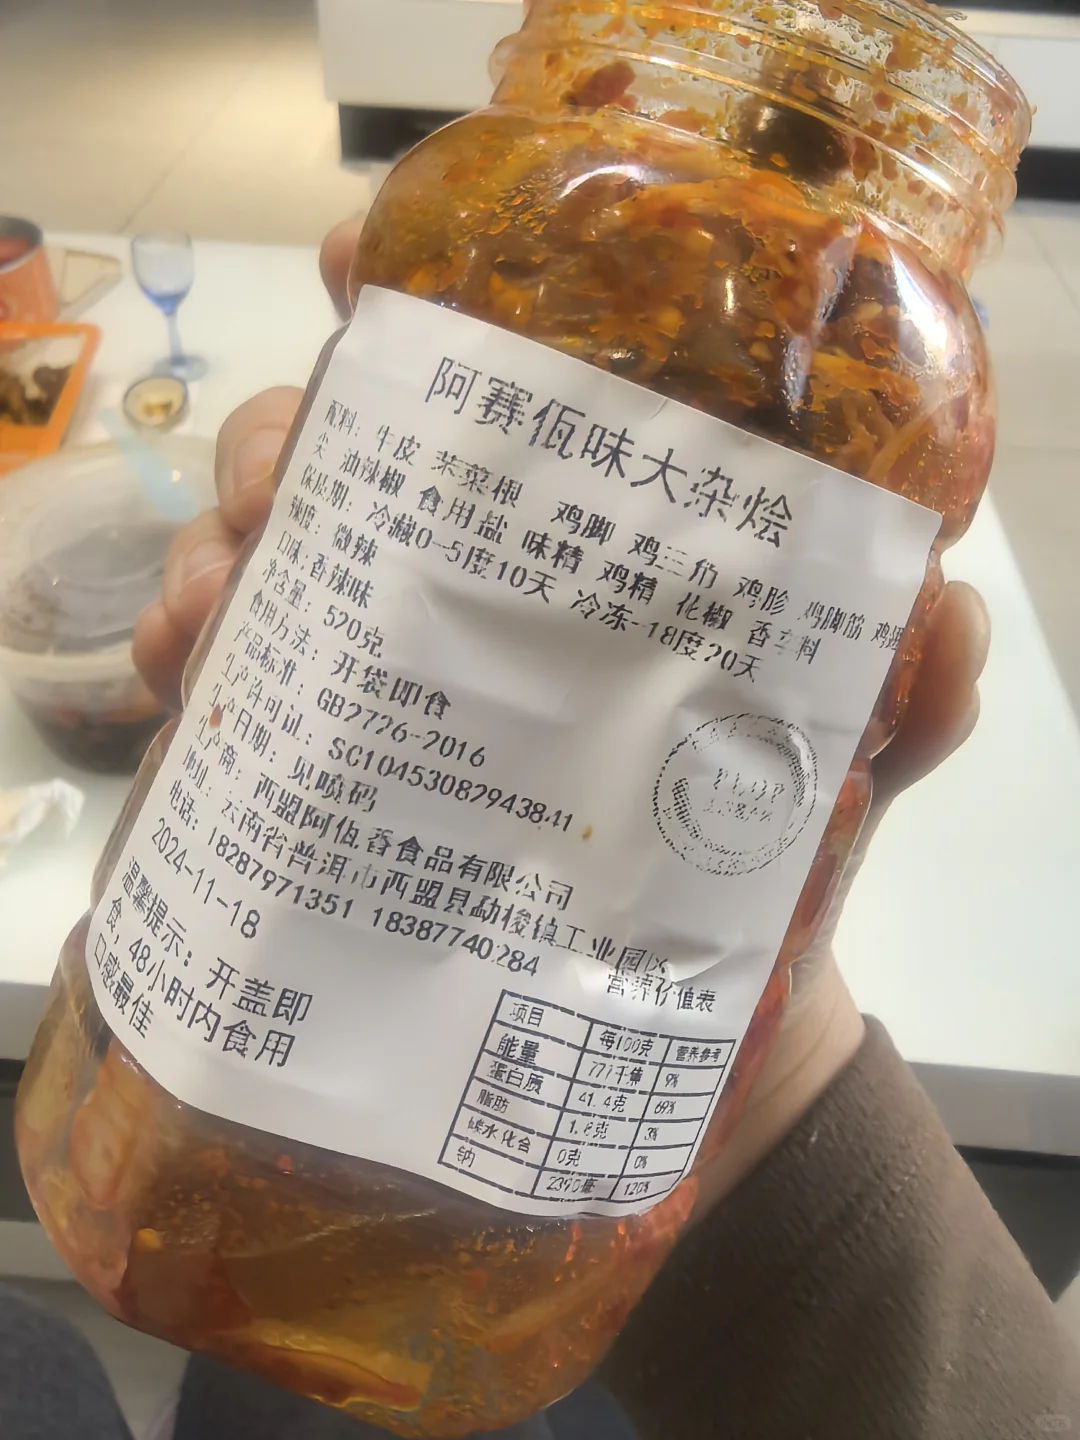 阿赛佤味大杂烩
配料: 牛皮 茉菜根 鸡脚 鸡三角 鸡胗 鸡脚筋 鸡翅
尖 油辣椒 食用盐 味精 鸡精 花椒 香辛料
保质期: 冷藏0-5度10天 冷冻-18度20天
辣度: 微辣
口味:香辣味
净含量: 520克
食用方法: 开袋即食
产品标准: GB2726-2016
生产许可证: SC10453082943841
生产日期: 见喷码
生产商: 西盟阿佤香食品有限公司
地址: 云南省普洱市西盟县勐梭镇工业园区
电话: 18287971351 18387740284
2024-11-18
温馨提示: 开盖即
食, 48小时内食用
口感最佳
营养价值表
项目 每100克 营养参考
能量 777千焦 9%
蛋白质 41.4克 69%
脂肪 1.8克 3%
碳水化合 0克 0%
钠 2390毫 120%